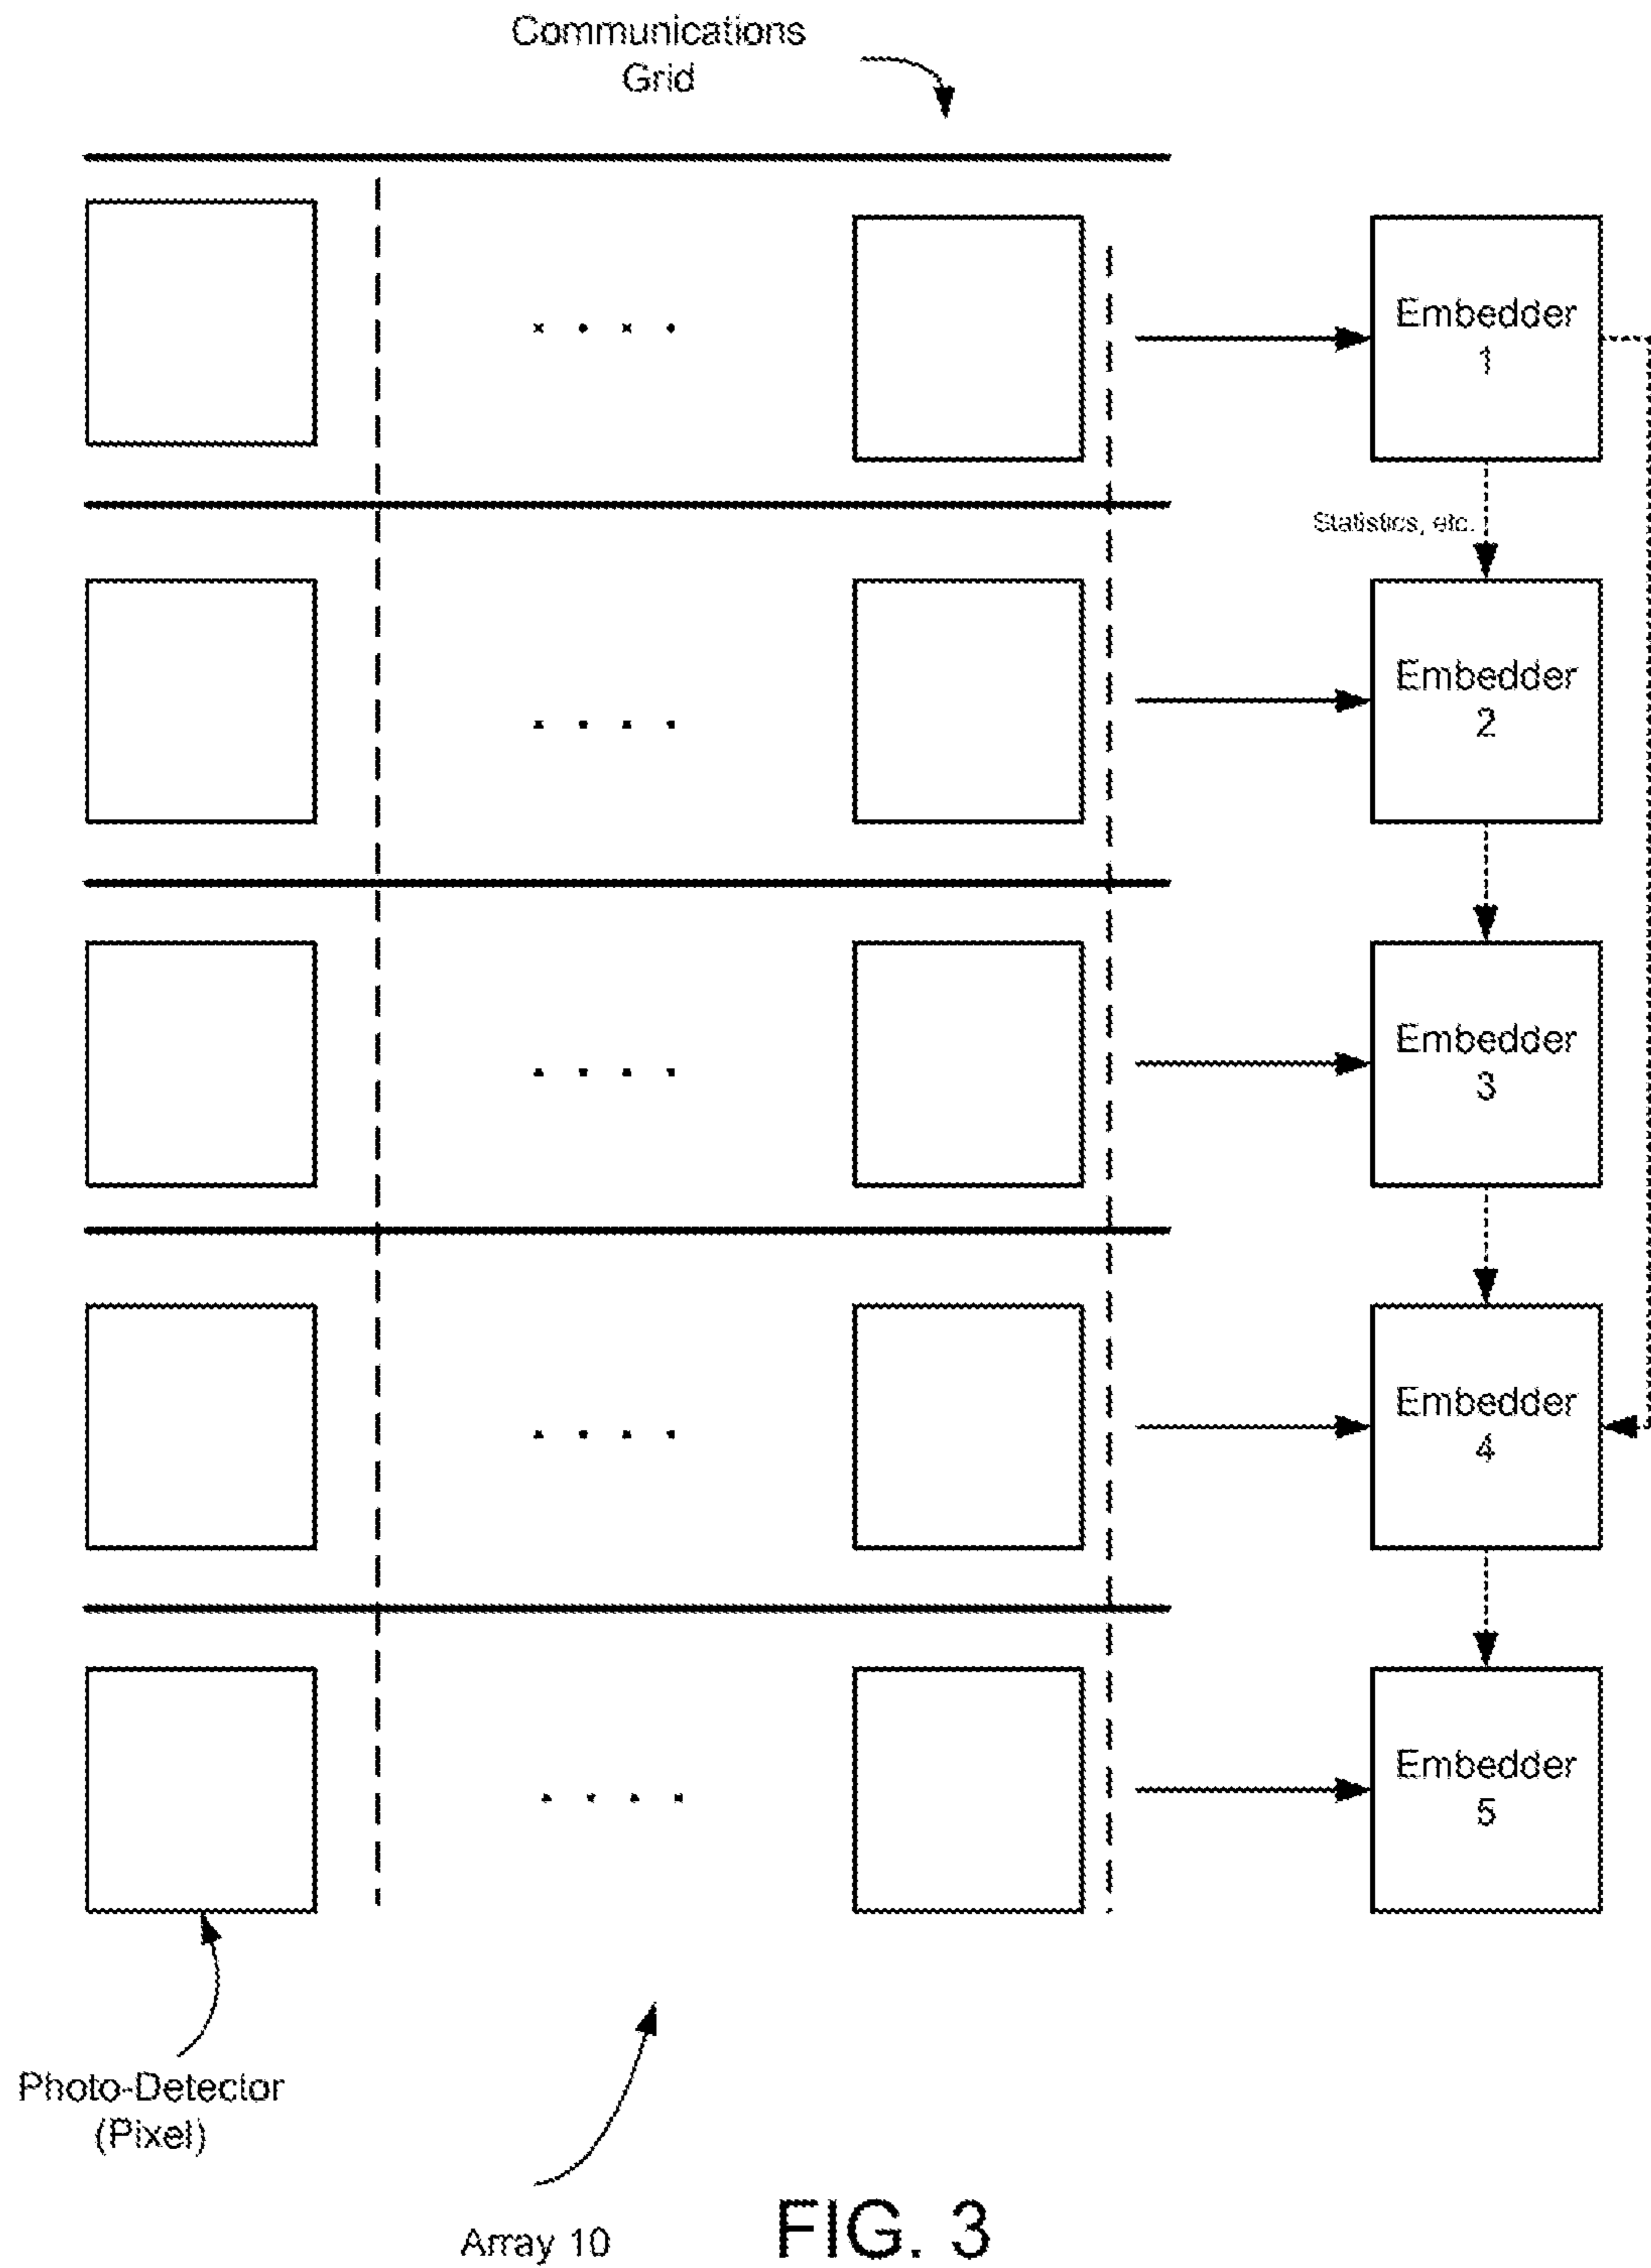 Communications
Grid
Embedder
1
Statistics, etc.
Embedder
2
Embedder
3
Embedder
4
Embedder
5
Photo-Detector
(Pixel)
Array 10
FIG. 3